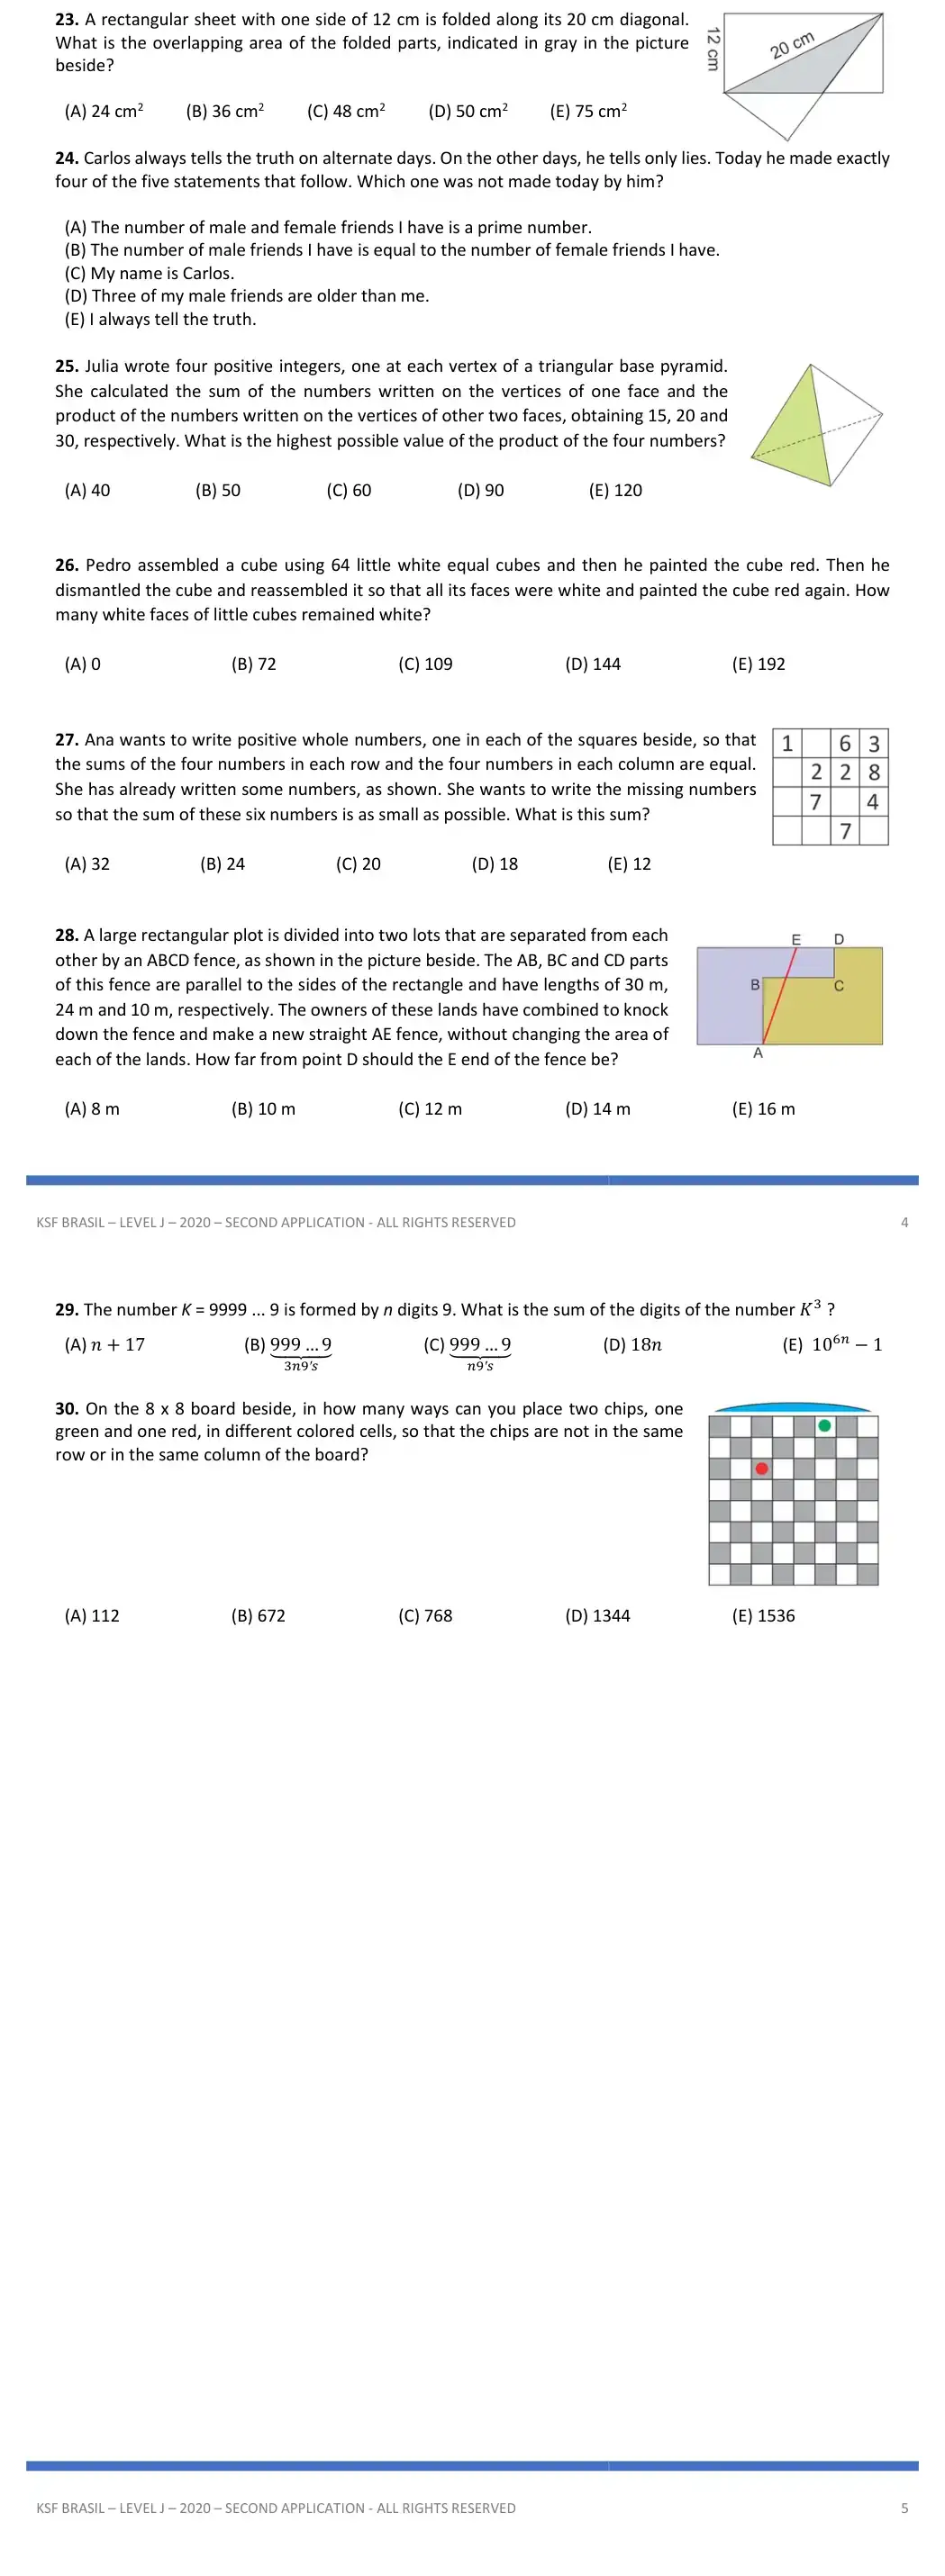 23. A rectangular sheet with one side of 12 cm is folded along its 20 cm diagonal.
What is the overlapping area of the folded parts, indicated in gray in the picture
beside?
12 cm
20 cm
(A) 24 cm² (B) 36 cm² (C) 48 cm² (D) 50 cm² (E) 75 cm²
24. Carlos always tells the truth on alternate days. On the other days, he tells only lies. Today he made exactly
four of the five statements that follow. Which one was not made today by him?
(A) The number of male and female friends I have is a prime number.
(B) The number of male friends I have is equal to the number of female friends I have.
(C) My name is Carlos.
(D) Three of my male friends are older than me.
(E) I always tell the truth.
25. Julia wrote four positive integers, one at each vertex of a triangular base pyramid.
She calculated the sum of the numbers written on the vertices of one face and the
product of the numbers written on the vertices of other two faces, obtaining 15, 20 and
30, respectively. What is the highest possible value of the product of the four numbers?
(A) 40 (B) 50 (C) 60 (D) 90 (E) 120
26. Pedro assembled a cube using 64 little white equal cubes and then he painted the cube red. Then he
dismantled the cube and reassembled it so that all its faces were white and painted the cube red again. How
many white faces of little cubes remained white?
(A) 0 (B) 72 (C) 109 (D) 144 (E) 192
27. Ana wants to write positive whole numbers, one in each of the squares beside, so that
the sums of the four numbers in each row and the four numbers in each column are equal.
She has already written some numbers, as shown. She wants to write the missing numbers
so that the sum of these six numbers is as small as possible. What is this sum?
1 6 3
2 2 8
7 4
7
(A) 32 (B) 24 (C) 20 (D) 18 (E) 12
28. A large rectangular plot is divided into two lots that are separated from each
other by an ABCD fence, as shown in the picture beside. The AB, BC and CD parts
of this fence are parallel to the sides of the rectangle and have lengths of 30 m,
24 m and 10 m, respectively. The owners of these lands have combined to knock
down the fence and make a new straight AE fence, without changing the area of
each of the lands. How far from point D should the E end of the fence be?
E D
B C
A
(A) 8 m (B) 10 m (C) 12 m (D) 14 m (E) 16 m
KSF BRASIL – LEVEL J – 2020 – SECOND APPLICATION - ALL RIGHTS RESERVED 4
29. The number K = 9999 ... 9 is formed by n digits 9. What is the sum of the digits of the number K³ ?
(A) n + 17 (B) 999 ... 9 (C) 999 ... 9 (D) 18n (E) 10⁶ⁿ − 1
3n9's n9's
30. On the 8 x 8 board beside, in how many ways can you place two chips, one
green and one red, in different colored cells, so that the chips are not in the same
row or in the same column of the board?
(A) 112 (B) 672 (C) 768 (D) 1344 (E) 1536
KSF BRASIL – LEVEL J – 2020 – SECOND APPLICATION - ALL RIGHTS RESERVED 5